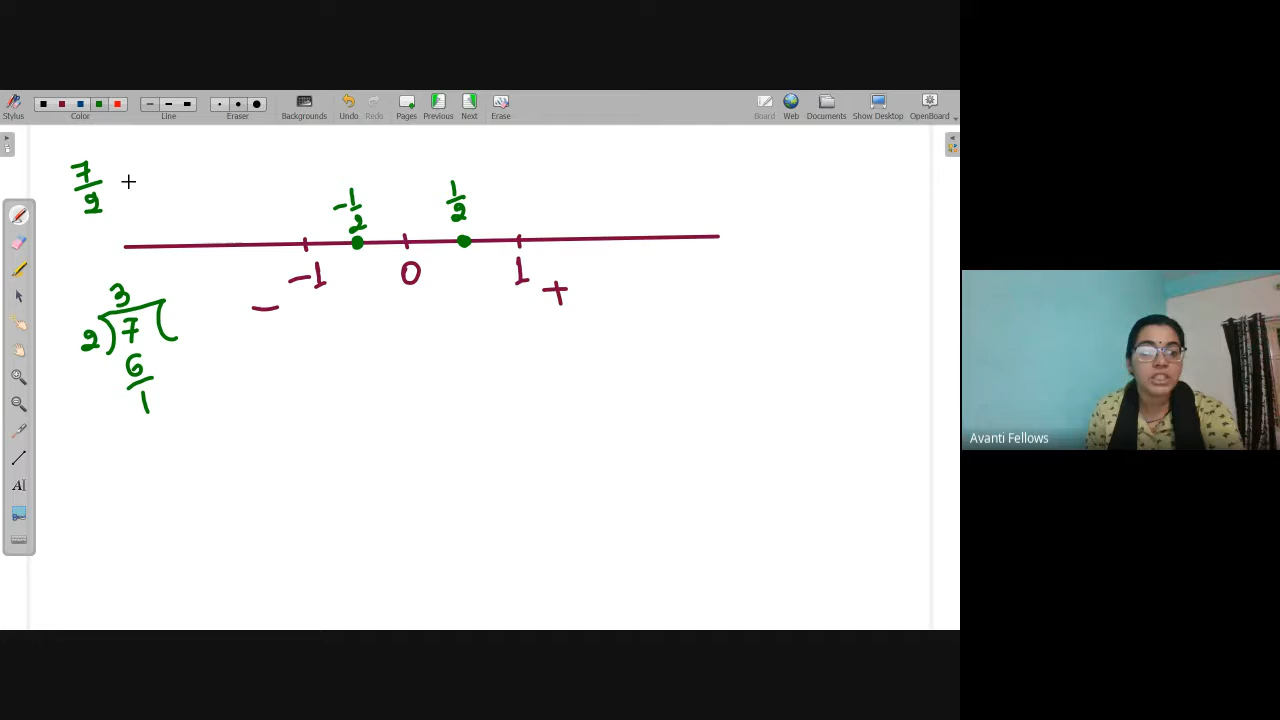 Stylus Color Line Eraser Backgrounds Undo Redo Pages Previous Next Erase Board Web Documents Show Desktop OpenBoard
7/2
-1/2 1/2
-1 0 1
- +
3
2)7(
6
1
Avanti Fellows